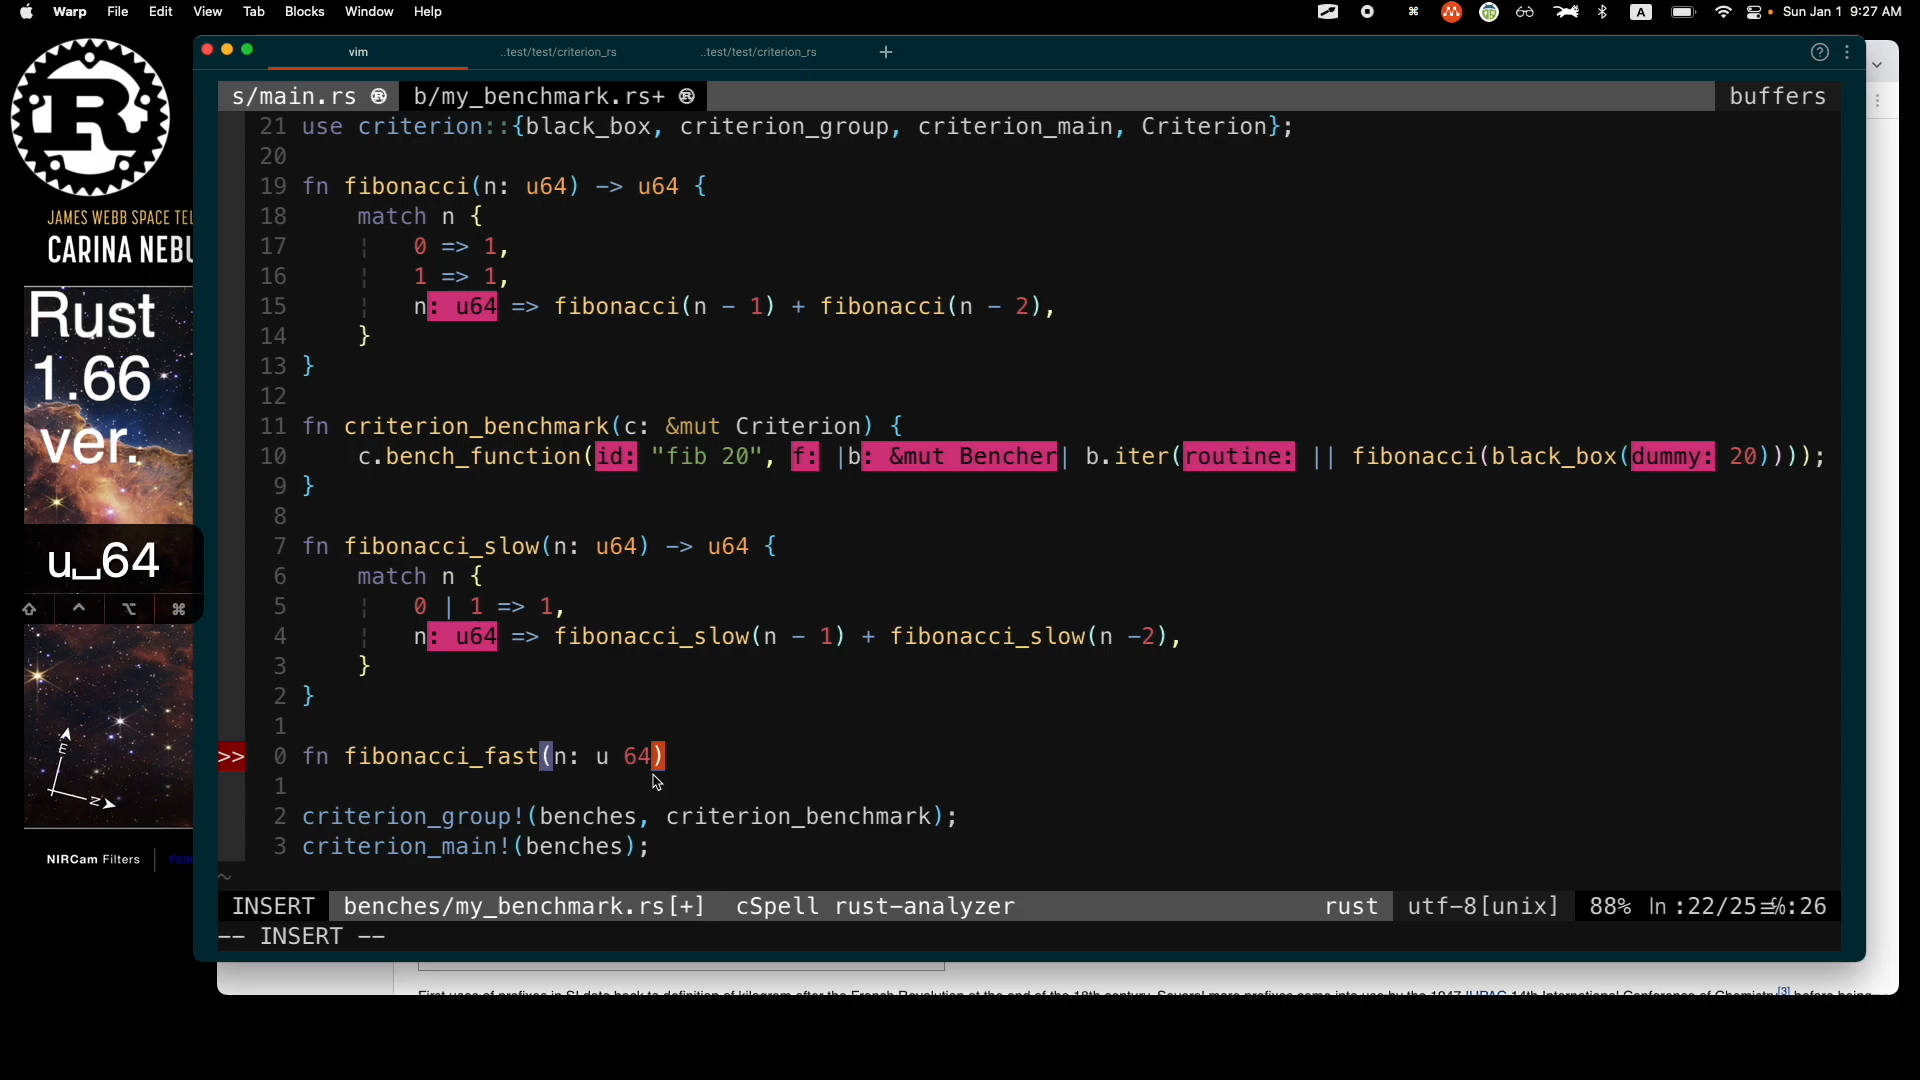 Warp File Edit View Tab Blocks Window Help
A Sun Jan 1 9:27 AM
vim ..test/test/criterion_rs ..test/test/criterion_rs +
s/main.rs b/my_benchmark.rs+ buffers
21 use criterion::{black_box, criterion_group, criterion_main, Criterion};
20
19 fn fibonacci(n: u64) -> u64 {
18 match n {
17 0 => 1,
16 1 => 1,
15 n: u64 => fibonacci(n - 1) + fibonacci(n - 2),
14 }
13 }
12
11 fn criterion_benchmark(c: &mut Criterion) {
10 c.bench_function(id: "fib 20", f: |b: &mut Bencher| b.iter(routine: || fibonacci(black_box(dummy: 20))));
9 }
8
7 fn fibonacci_slow(n: u64) -> u64 {
6 match n {
5 0 | 1 => 1,
4 n: u64 => fibonacci_slow(n - 1) + fibonacci_slow(n -2),
3 }
2 }
1
>> 0 fn fibonacci_fast(n: u 64)
1
2 criterion_group!(benches, criterion_benchmark);
3 criterion_main!(benches);
~
INSERT benches/my_benchmark.rs[+] cSpell rust-analyzer rust utf-8[unix] 88% ln :22/25≡℅:26
-- INSERT --
R
JAMES WEBB SPACE TEL
CARINA NEBU
Rust
1.66
ver.
u␣64
E
N
NIRCam Filters